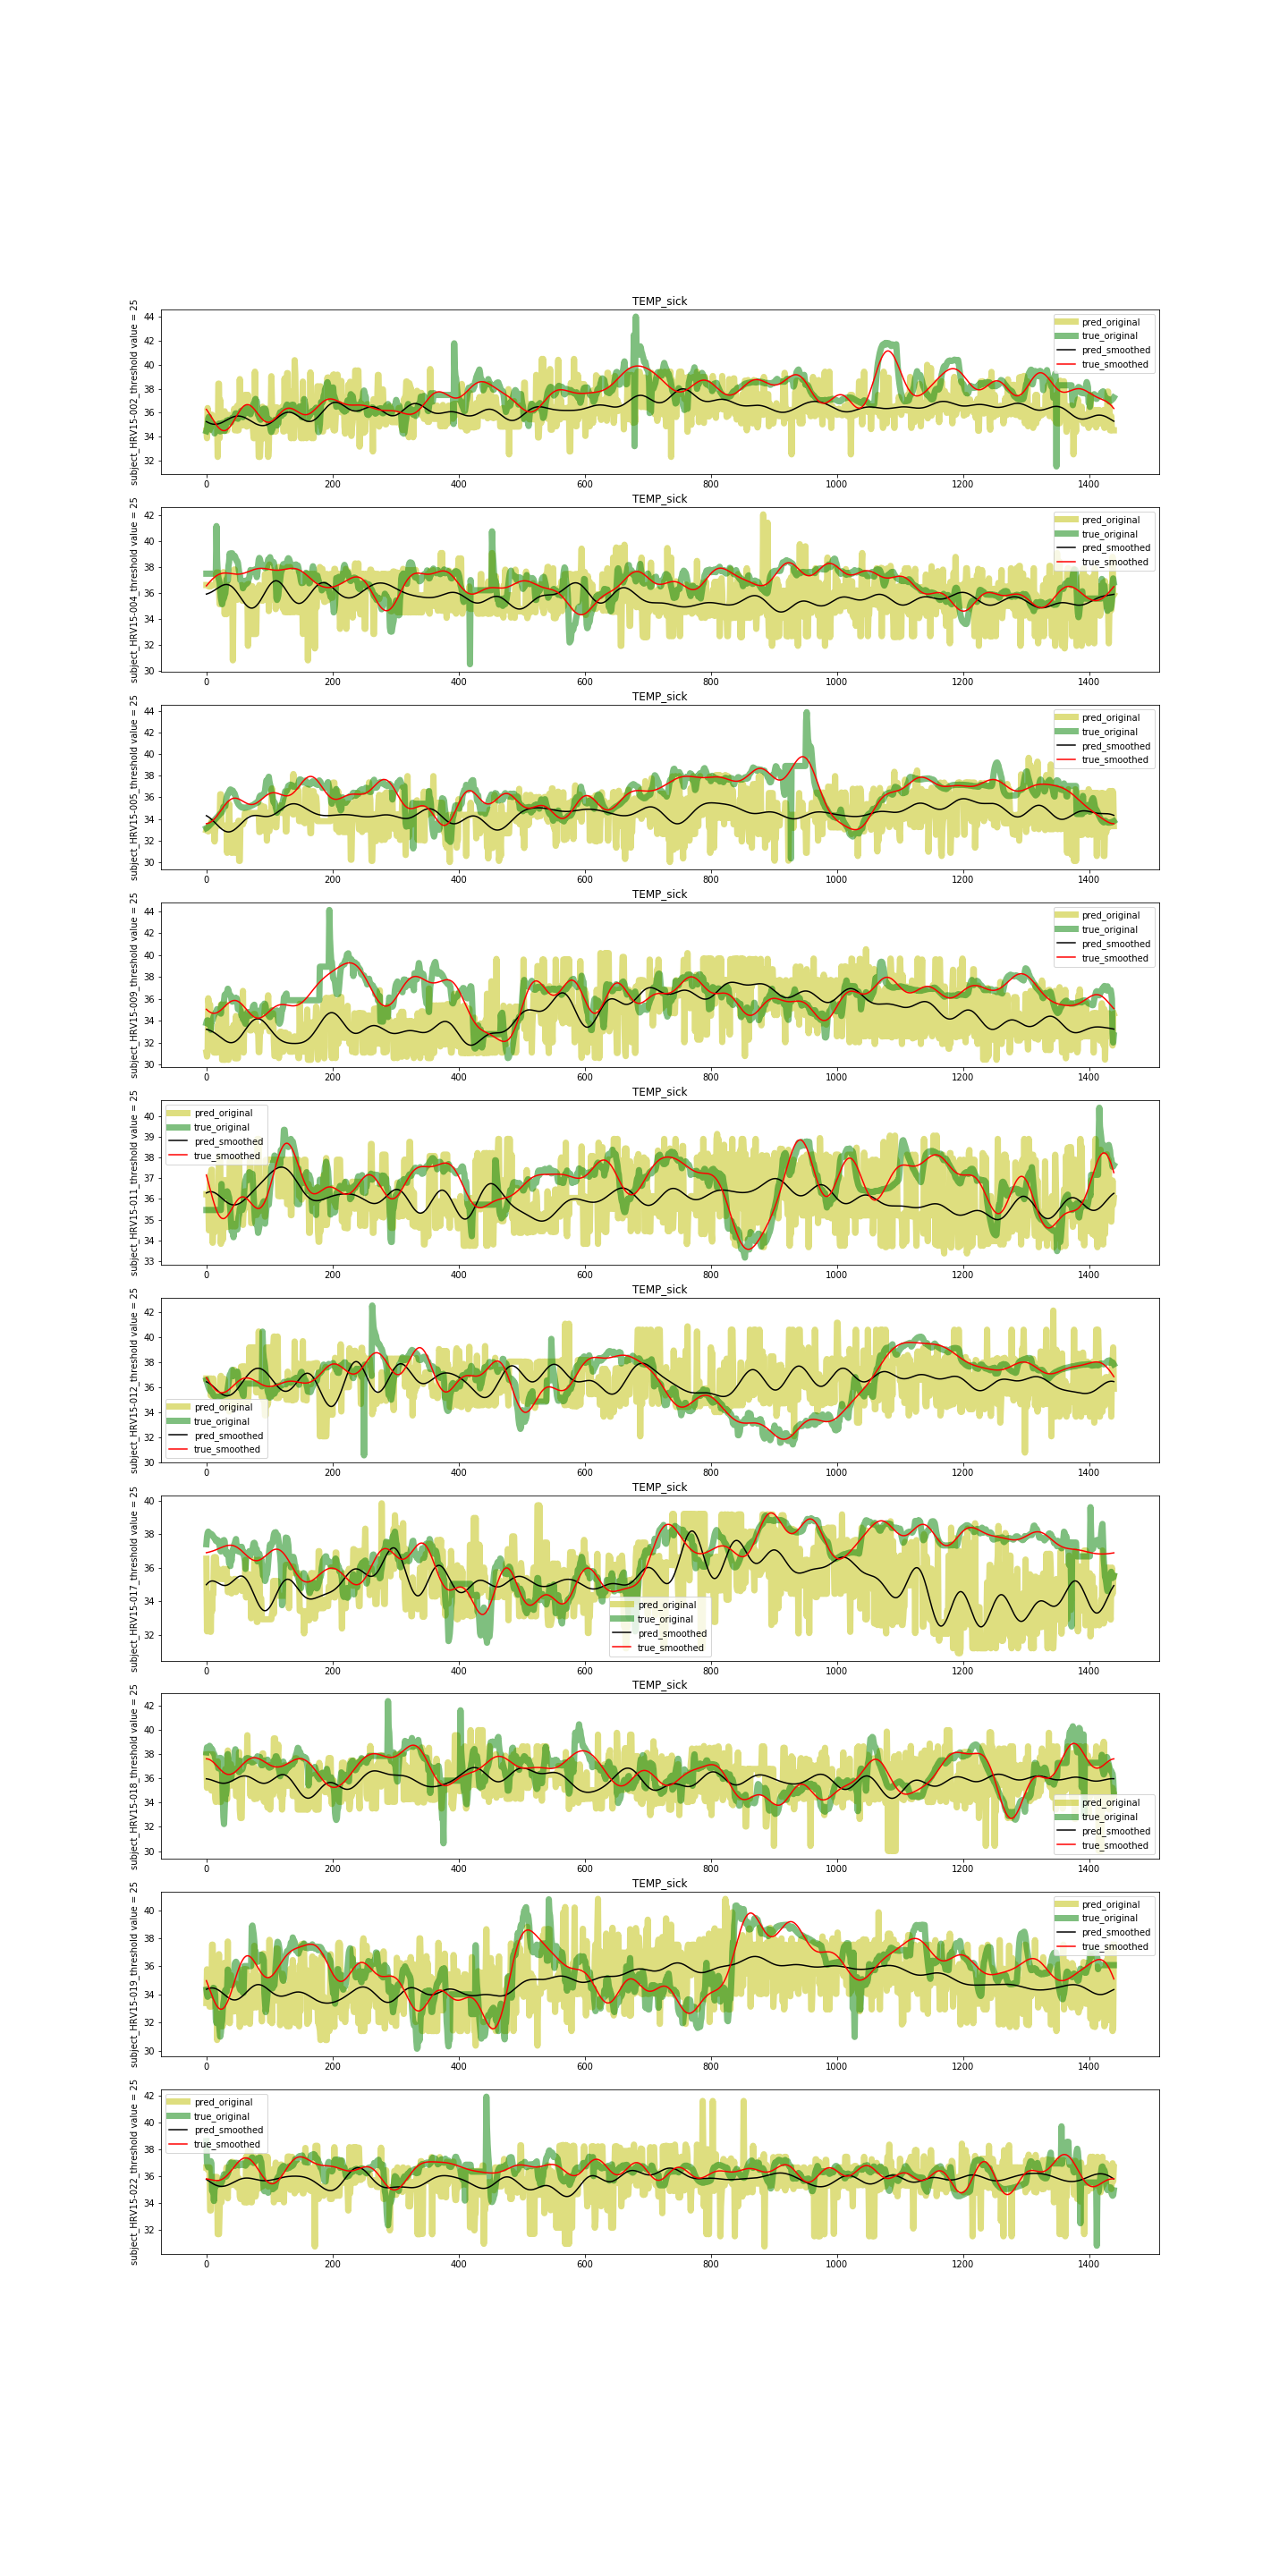 TEMP_sick
subject_HRV15-002_threshold value = 25
44
42
40
38
36
34
32
pred_original
true_original
pred_smoothed
true_smoothed
0 200 400 600 800 1000 1200 1400
TEMP_sick
subject_HRV15-004_threshold value = 25
42
40
38
36
34
32
30
pred_original
true_original
pred_smoothed
true_smoothed
0 200 400 600 800 1000 1200 1400
TEMP_sick
subject_HRV15-005_threshold value = 25
44
42
40
38
36
34
32
30
pred_original
true_original
pred_smoothed
true_smoothed
0 200 400 600 800 1000 1200 1400
TEMP_sick
subject_HRV15-009_threshold value = 25
44
42
40
38
36
34
32
30
pred_original
true_original
pred_smoothed
true_smoothed
0 200 400 600 800 1000 1200 1400
TEMP_sick
subject_HRV15-011_threshold value = 25
40
39
38
37
36
35
34
33
pred_original
true_original
pred_smoothed
true_smoothed
0 200 400 600 800 1000 1200 1400
TEMP_sick
subject_HRV15-012_threshold value = 25
42
40
38
36
34
32
30
pred_original
true_original
pred_smoothed
true_smoothed
0 200 400 600 800 1000 1200 1400
TEMP_sick
subject_HRV15-017_threshold value = 25
40
38
36
34
32
pred_original
true_original
pred_smoothed
true_smoothed
0 200 400 600 800 1000 1200 1400
TEMP_sick
subject_HRV15-018_threshold value = 25
42
40
38
36
34
32
30
pred_original
true_original
pred_smoothed
true_smoothed
0 200 400 600 800 1000 1200 1400
TEMP_sick
subject_HRV15-019_threshold value = 25
40
38
36
34
32
30
pred_original
true_original
pred_smoothed
true_smoothed
0 200 400 600 800 1000 1200 1400
TEMP_sick
subject_HRV15-022_threshold value = 25
42
40
38
36
34
32
pred_original
true_original
pred_smoothed
true_smoothed
0 200 400 600 800 1000 1200 1400